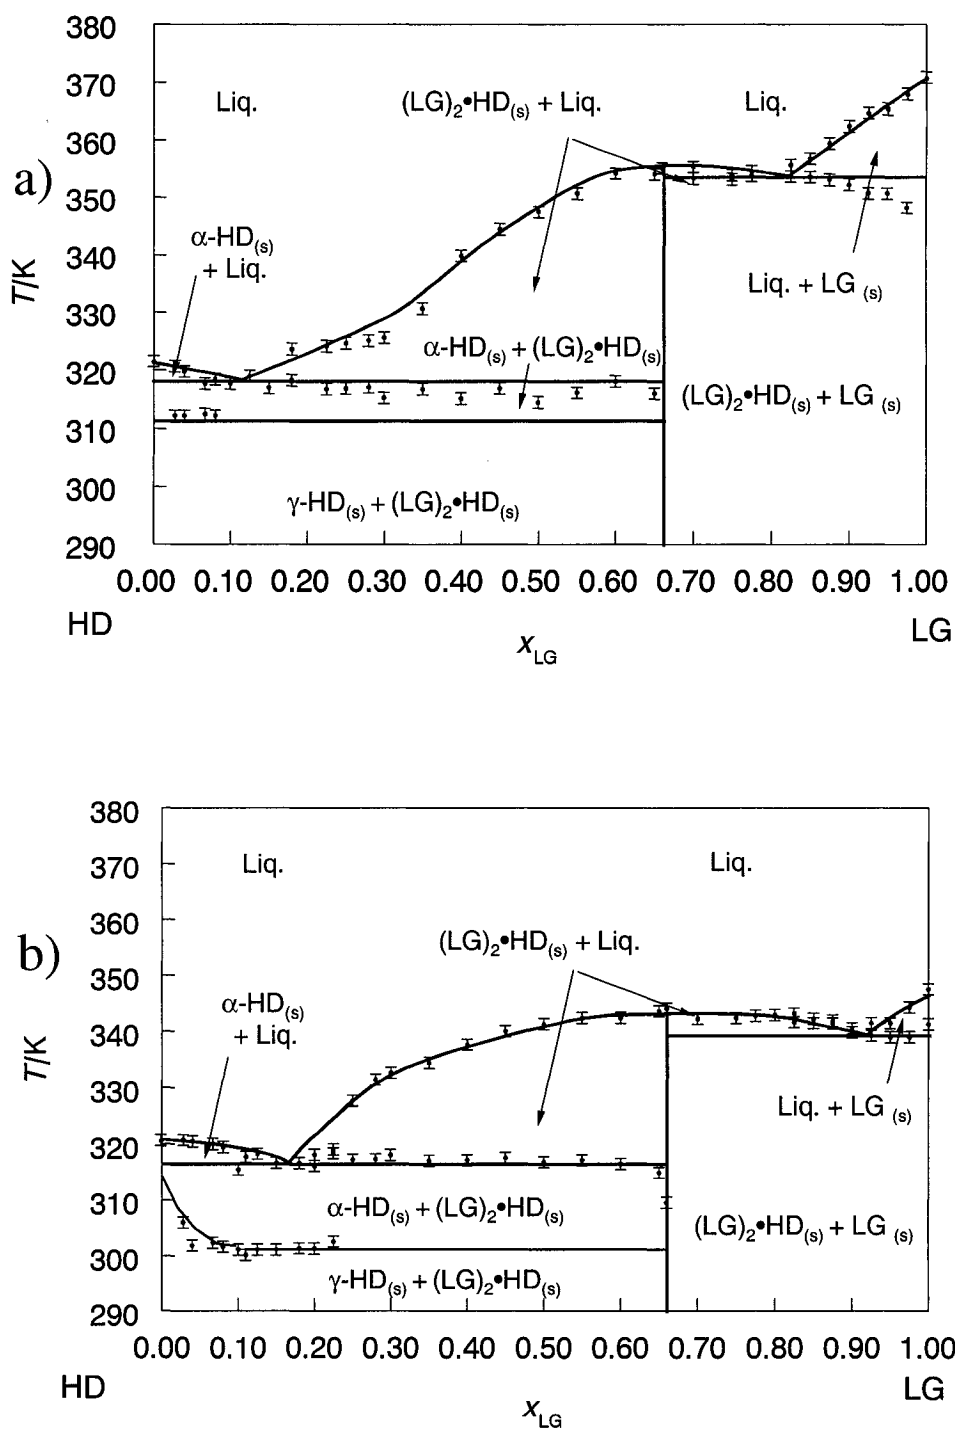 a)
T/K
380
370
360
350
340
330
320
310
300
290
Liq.
(LG)₂•HD(s) + Liq.
Liq.
α-HD(s)
+ Liq.
Liq. + LG (s)
α-HD(s) + (LG)₂•HD(s)
(LG)₂•HD(s) + LG (s)
γ-HD(s) + (LG)₂•HD(s)
0.00 0.10 0.20 0.30 0.40 0.50 0.60 0.70 0.80 0.90 1.00
HD
LG
xLG
b)
T/K
380
370
360
350
340
330
320
310
300
290
Liq.
Liq.
(LG)₂•HD(s) + Liq.
α-HD(s)
+ Liq.
Liq. + LG (s)
α-HD(s) + (LG)₂•HD(s)
(LG)₂•HD(s) + LG (s)
γ-HD(s) + (LG)₂•HD(s)
0.00 0.10 0.20 0.30 0.40 0.50 0.60 0.70 0.80 0.90 1.00
HD
LG
xLG